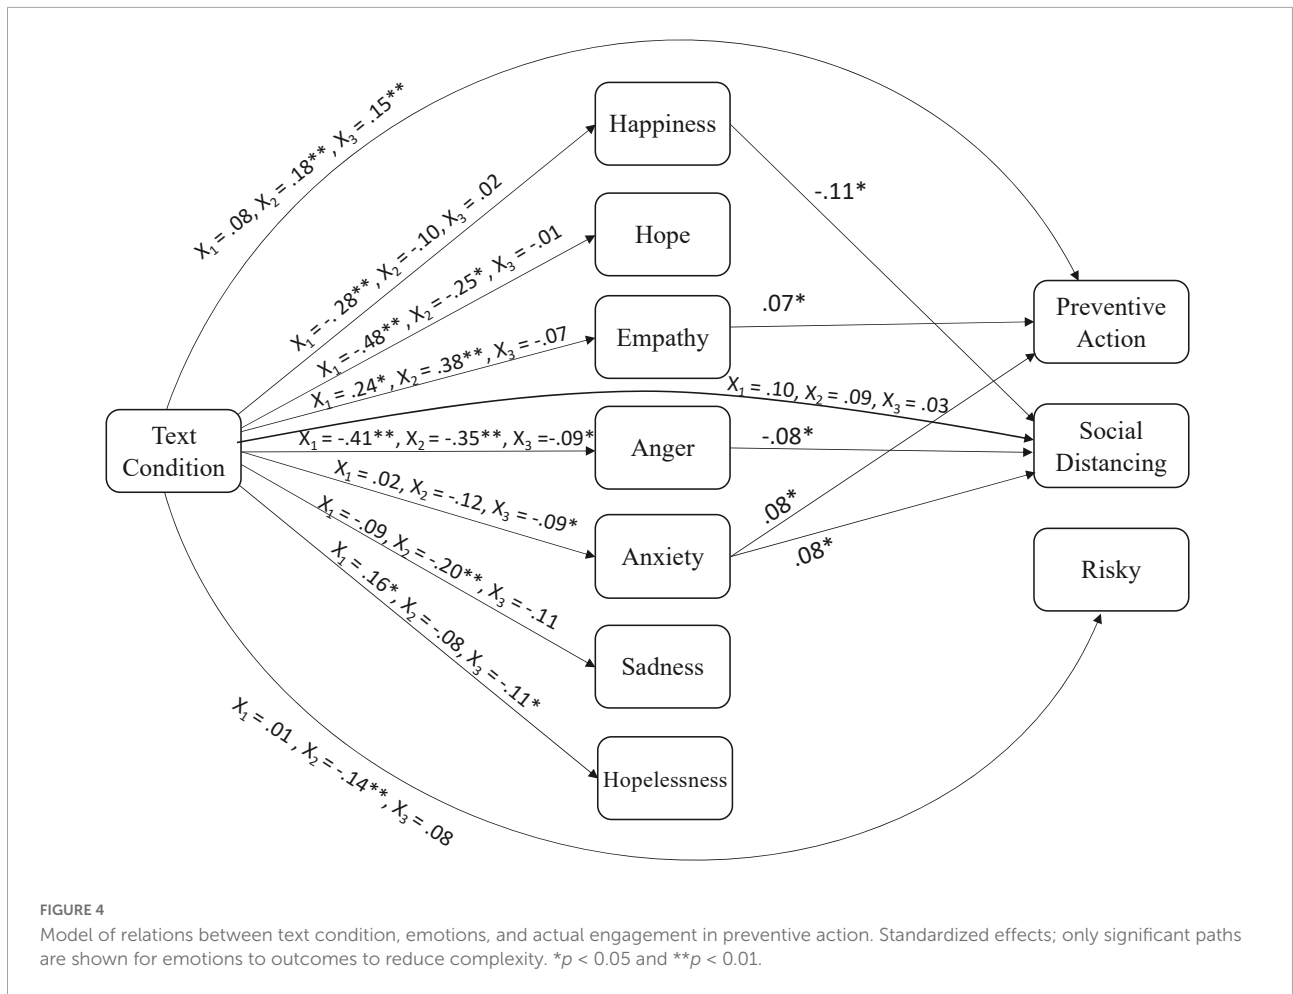 X₁ = .08, X₂ = .18**, X₃ = .15**
Happiness
-.11*
X₁ = -.28**, X₂ = -.10, X₃ = .02
Hope
X₁ = -.48**, X₂ = -.25*, X₃ = -.01
Empathy
.07*
Preventive
Action
X₁ = .24*, X₂ = .38**, X₃ = -.07
X₁ = .10, X₂ = .09, X₃ = .03
Text
Condition
X₁ = -.41**, X₂ = -.35**, X₃ =-.09*
Anger
-.08*
Social
Distancing
X₁ = .02, X₂ = -.12, X₃ = -.09*
Anxiety
.08*
.08*
Risky
X₁ = -.09, X₂ = -.20**, X₃ = -.11
Sadness
X₁ = .16*, X₂ = -.08, X₃ = -.11*
Hopelessness
X₁ = .01, X₂ = -.14**, X₃ = .08
FIGURE 4
Model of relations between text condition, emotions, and actual engagement in preventive action. Standardized effects; only significant paths
are shown for emotions to outcomes to reduce complexity. *p < 0.05 and **p < 0.01.